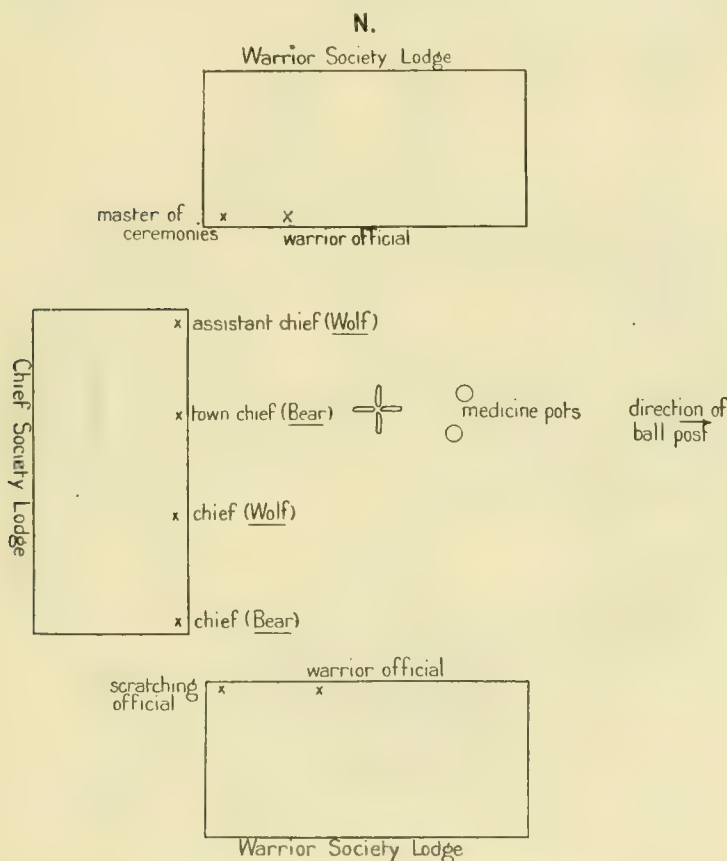 N.
Warrior Society Lodge
master of
ceremonies
warrior official
Chief Society Lodge
assistant chief (Wolf)
town chief (Bear)
medicine pots
direction of
ball post
chief (Wolf)
chief (Bear)
warrior official
scratching
official
Warrior Society Lodge